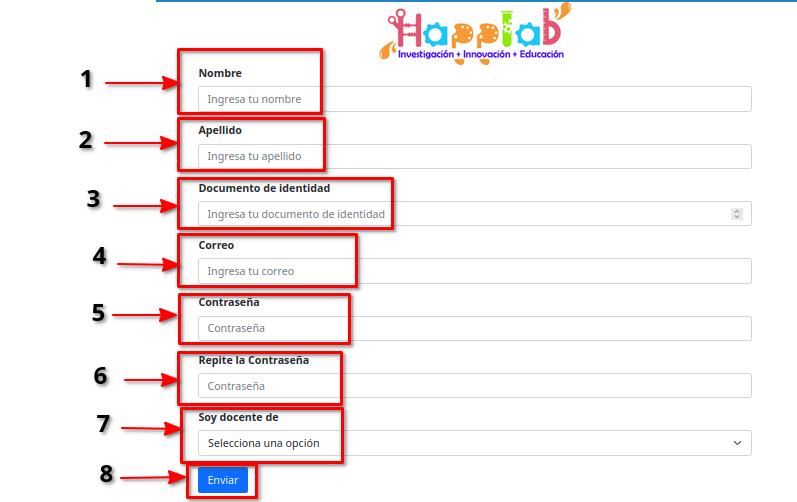 Happlab
Investigación + Innovación + Educación
1
Nombre
Ingresa tu nombre
2
Apellido
Ingresa tu apellido
3
Documento de identidad
Ingresa tu documento de identidad
4
Correo
Ingresa tu correo
5
Contraseña
Contraseña
6
Repite la Contraseña
Contraseña
7
Soy docente de
Selecciona una opción
8
Enviar